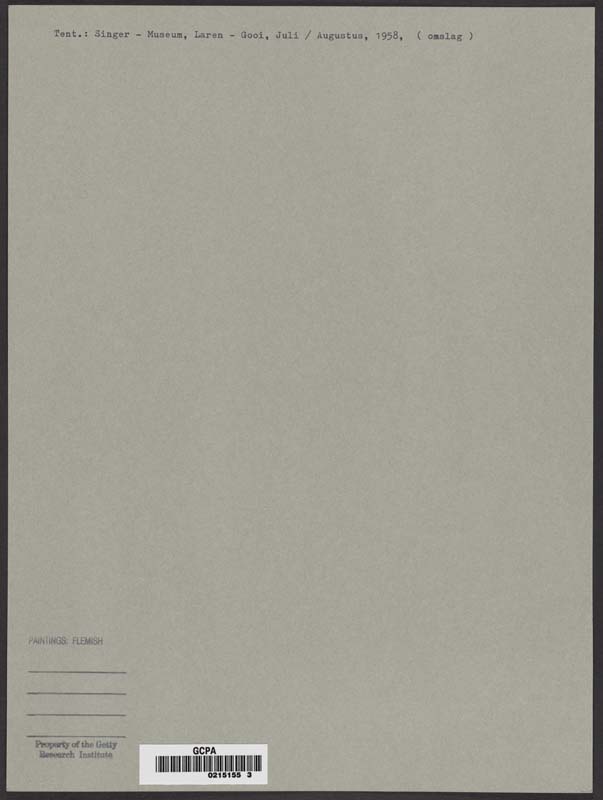 Tent.: Singer - Museum, Laren - Gooi, Juli / Augustus, 1958, ( omslag )
PAINTINGS: FLEMISH
Property of the Getty
Research Institute
GCPA
0215155 3